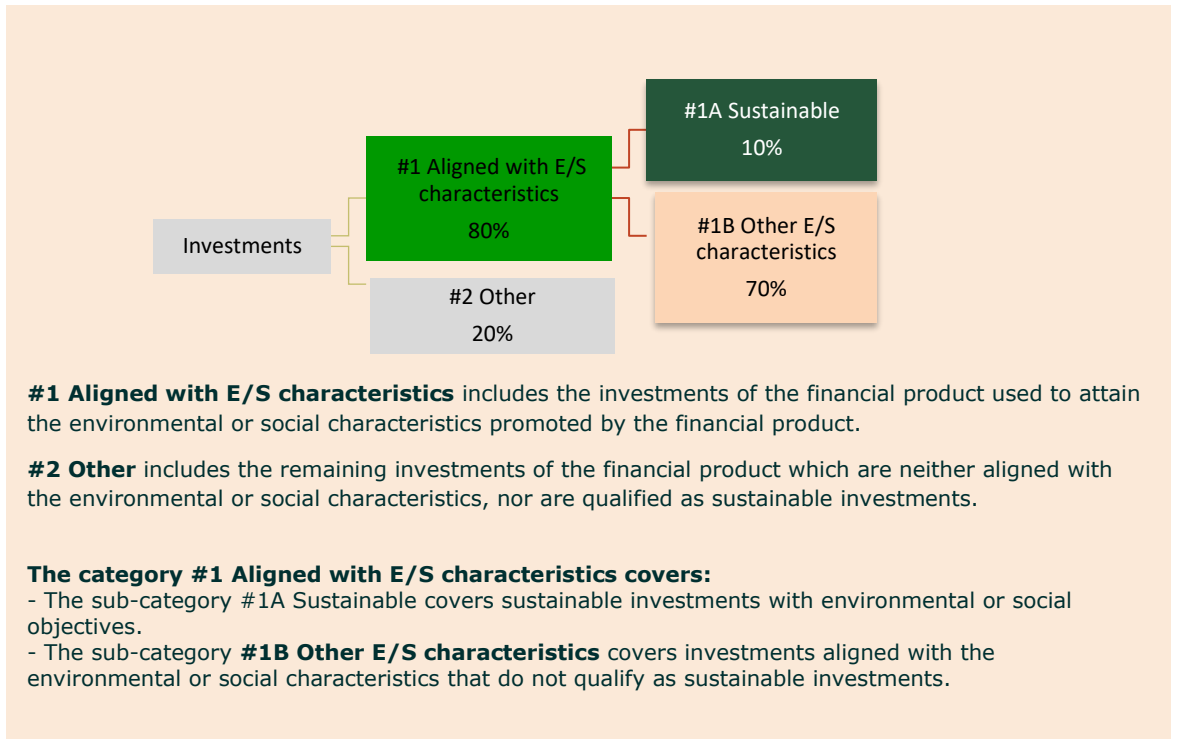 #1A Sustainable
10%
#1 Aligned with E/S
characteristics
80%
#1B Other E/S
characteristics
70%
Investments
#2 Other
20%
#1 Aligned with E/S characteristics includes the investments of the financial product used to attain
the environmental or social characteristics promoted by the financial product.
#2 Other includes the remaining investments of the financial product which are neither aligned with
the environmental or social characteristics, nor are qualified as sustainable investments.
The category #1 Aligned with E/S characteristics covers:
- The sub-category #1A Sustainable covers sustainable investments with environmental or social
objectives.
- The sub-category #1B Other E/S characteristics covers investments aligned with the
environmental or social characteristics that do not qualify as sustainable investments.